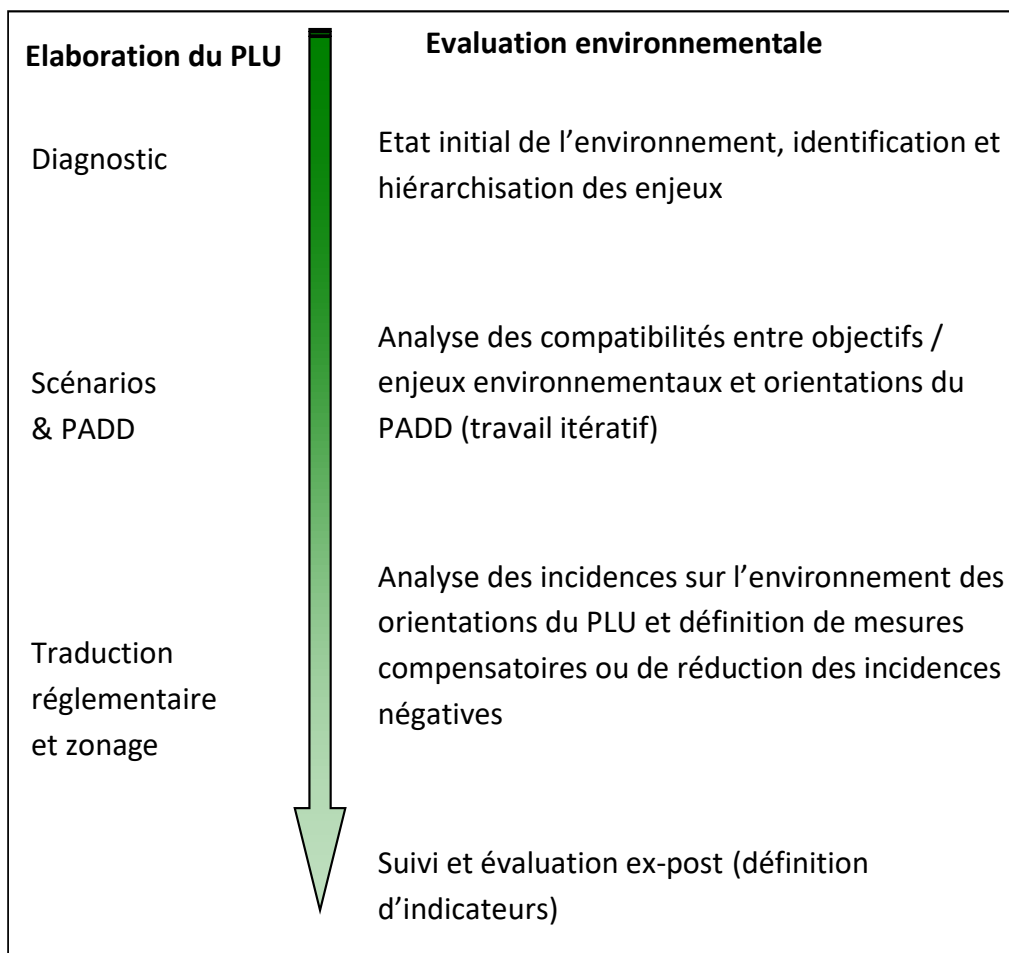 Elaboration du PLU
Evaluation environnementale
Diagnostic
Etat initial de l’environnement, identification et
hiérarchisation des enjeux
Scénarios
& PADD
Analyse des compatibilités entre objectifs /
enjeux environnementaux et orientations du
PADD (travail itératif)
Traduction
réglementaire
et zonage
Analyse des incidences sur l’environnement des
orientations du PLU et définition de mesures
compensatoires ou de réduction des incidences
négatives
Suivi et évaluation ex-post (définition
d’indicateurs)